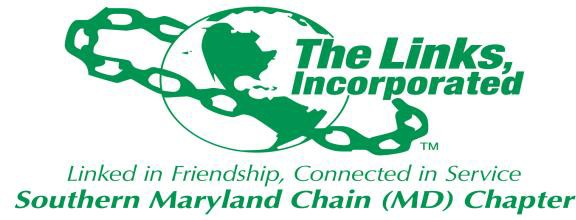 The Links,
Incorporated
TM
Linked in Friendship, Connected in Service
Southern Maryland Chain (MD) Chapter